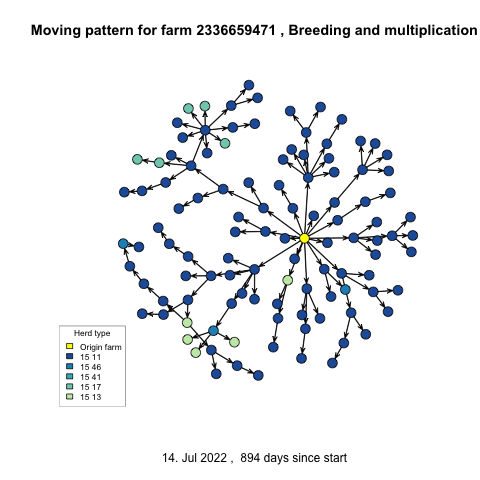 Moving pattern for farm 2336659471 , Breeding and multiplication
Herd type
Origin farm
15 11
15 46
15 41
15 17
15 13
14. Jul 2022 , 894 days since start